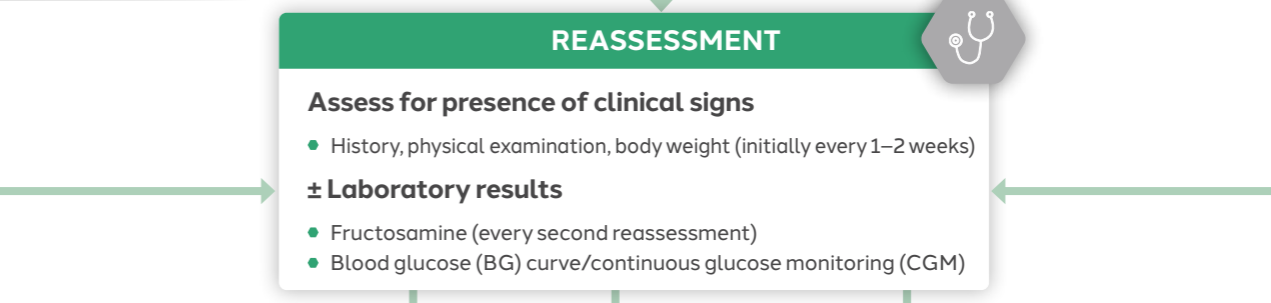 REASSESSMENT
Assess for presence of clinical signs
History, physical examination, body weight (initially every 1–2 weeks)
± Laboratory results
Fructosamine (every second reassessment)
Blood glucose (BG) curve/continuous glucose monitoring (CGM)